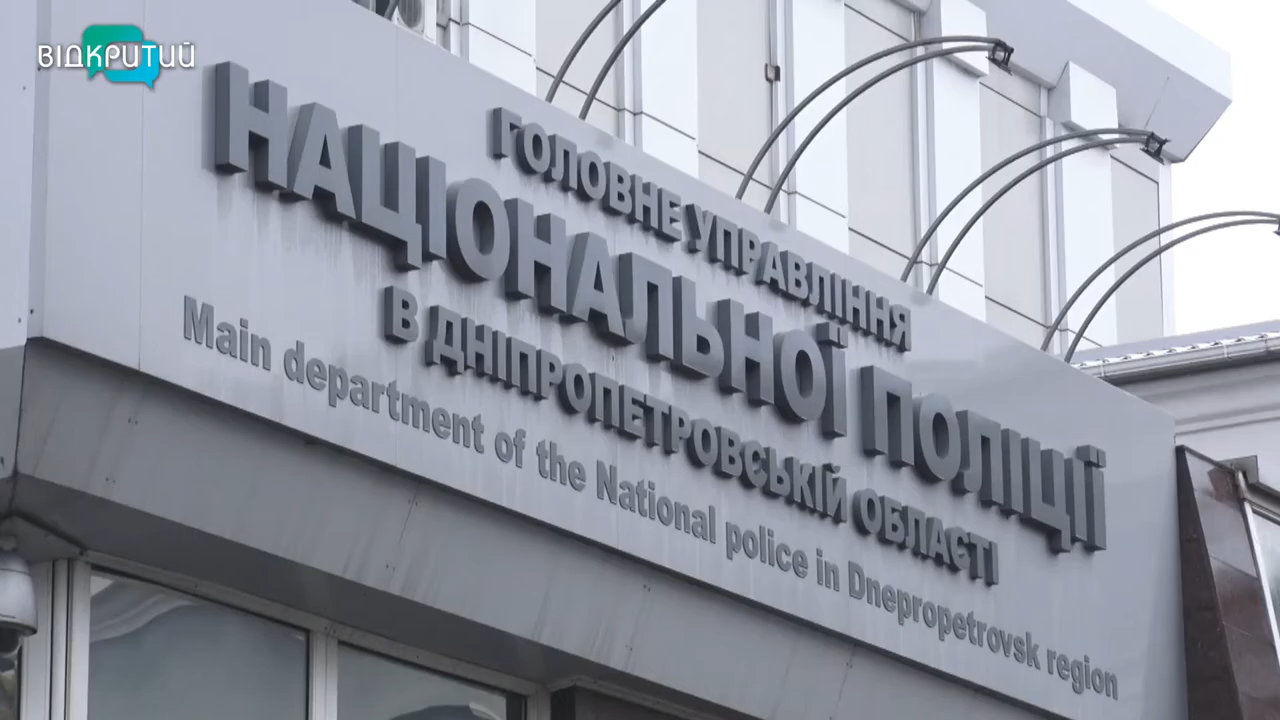 ВІДКРИТИЙ
ГОЛОВНЕ УПРАВЛІННЯ
НАЦІОНАЛЬНОЇ ПОЛІЦІЇ
В ДНІПРОПЕТРОВСЬКІЙ ОБЛАСТІ
Main department of the National police in Dnepropetrovsk region